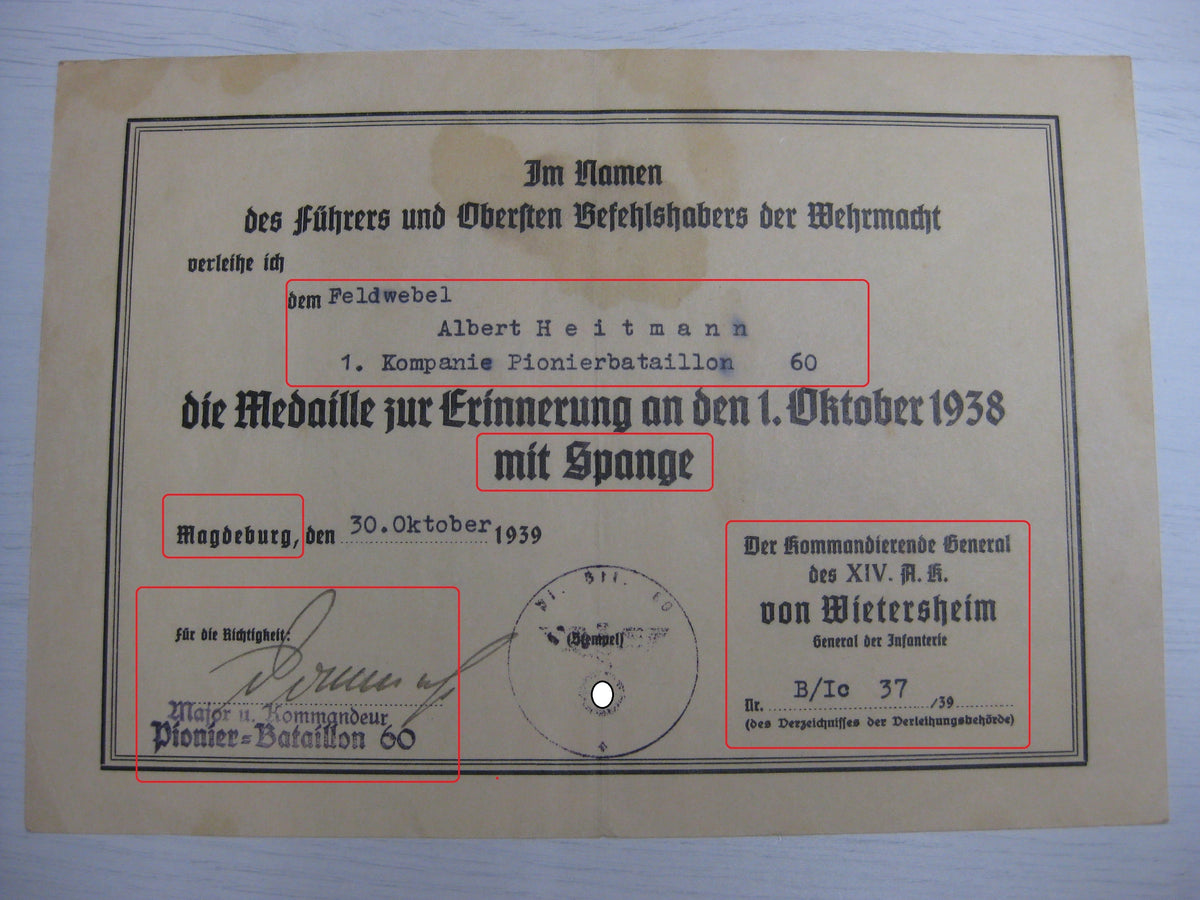 Im Namen
des Führers und Obersten Befehlshabers der Wehrmacht
verleihe ich
dem Feldwebel
Albert H e i t m a n n
1. Kompanie Pionierbataillon 60
die Medaille zur Erinnerung an den 1. Oktober 1938
mit Spange
Magdeburg, den 30.Oktober 1939
Der Kommandierende General
des XIV. A. K.
von Wietersheim
General der Infanterie
Für die Richtigkeit:
(Stempel)
Major u. Kommandeur
Pionier-Bataillon 60
Nr. B/Ic 37 /39
(des Verzeichnisses der Verleihungsbehörde)